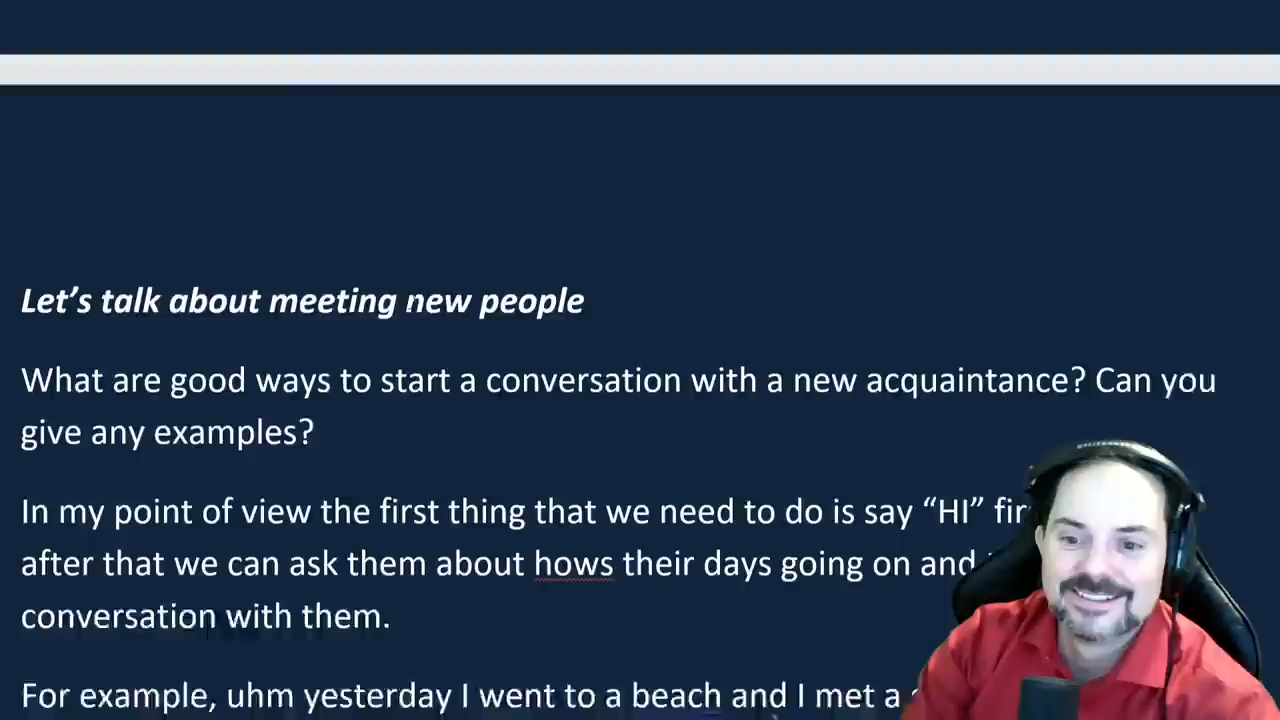 Let’s talk about meeting new people
What are good ways to start a conversation with a new acquaintance? Can you
give any examples?
In my point of view the first thing that we need to do is say “HI”
after that we can ask them about hows their days going on and
conversation with them.
For example, uhm yesterday I went to a beach and I met a